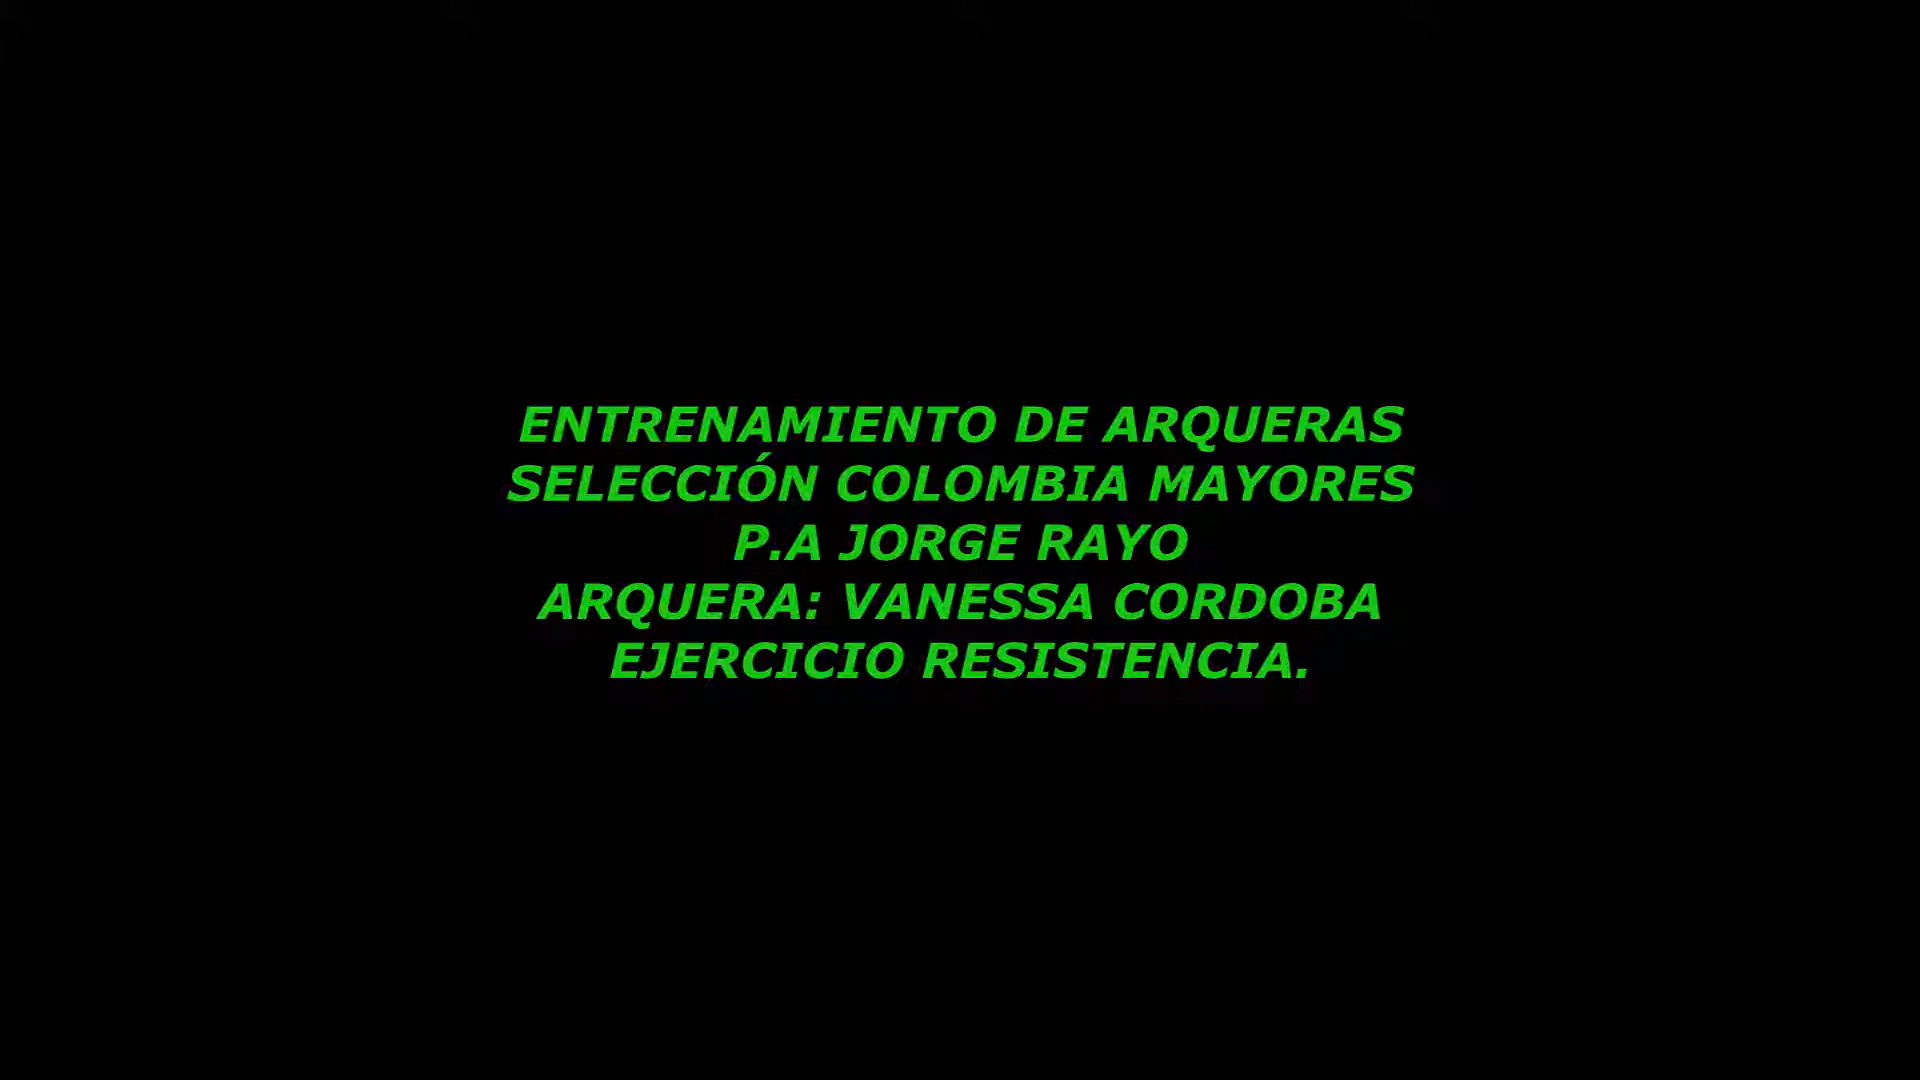 ENTRENAMIENTO DE ARQUERAS
SELECCIÓN COLOMBIA MAYORES
P.A JORGE RAYO
ARQUERA: VANESSA CORDOBA
EJERCICIO RESISTENCIA.